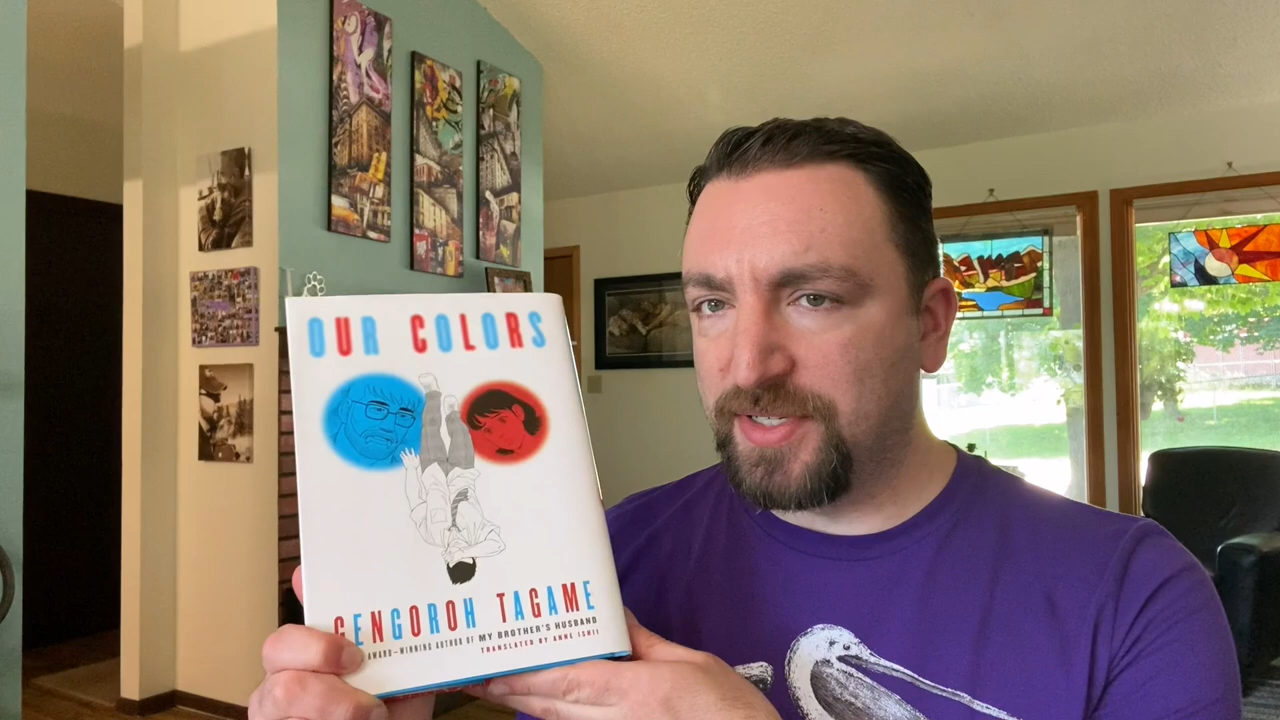 OUR COLORS
GENGOROH TAGAME
AWARD–WINNING AUTHOR OF MY BROTHER'S HUSBAND
TRANSLATED BY ANNE ISHII